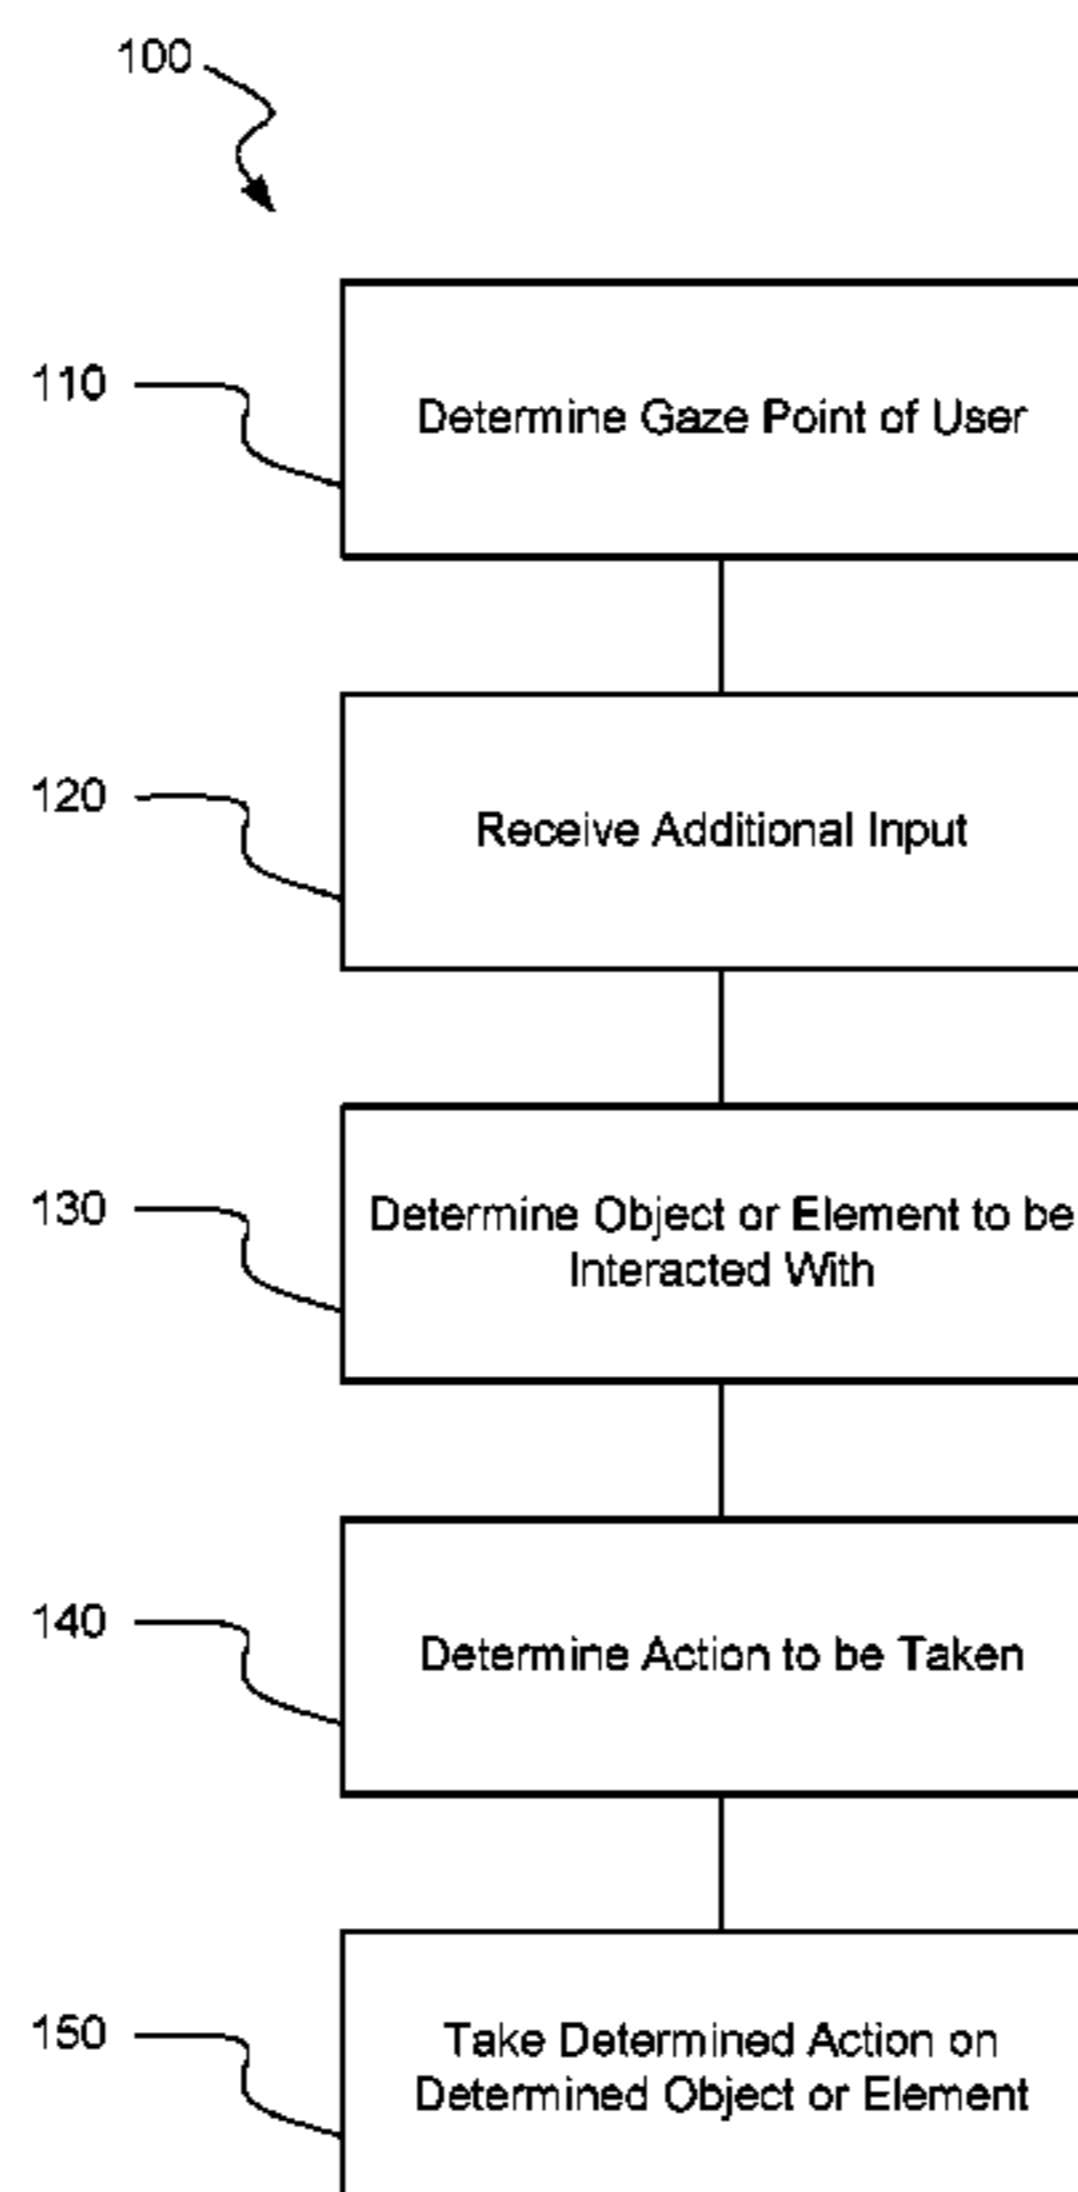 100
110
Determine Gaze Point of User
120
Receive Additional Input
130
Determine Object or Element to be
Interacted With
140
Determine Action to be Taken
150
Take Determined Action on
Determined Object or Element